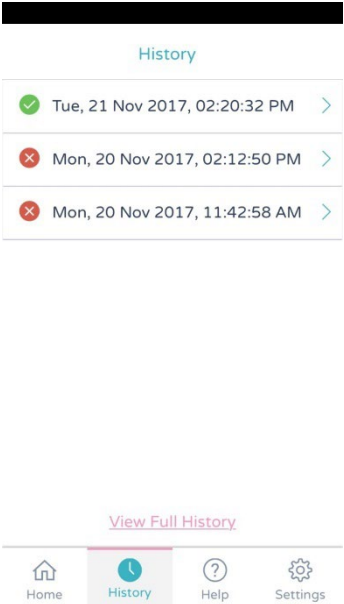 History
Tue, 21 Nov 2017, 02:20:32 PM
Mon, 20 Nov 2017, 02:12:50 PM
Mon, 20 Nov 2017, 11:42:58 AM
View Full History
Home History Help Settings